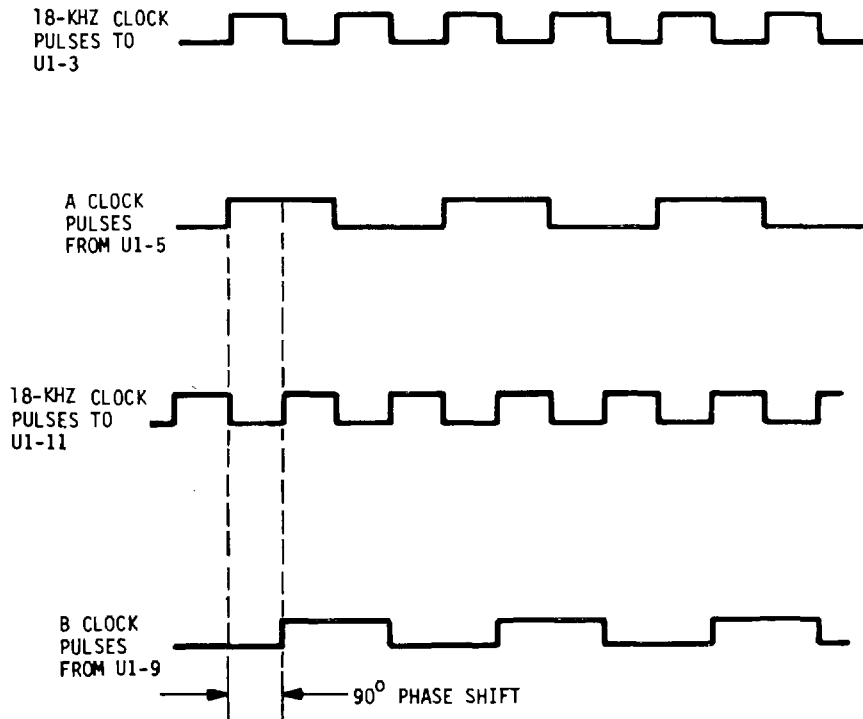 18-KHZ CLOCK
PULSES TO
U1-3
A CLOCK
PULSES
FROM U1-5
18-KHZ CLOCK
PULSES TO
U1-11
B CLOCK
PULSES
FROM U1-9
90° PHASE SHIFT